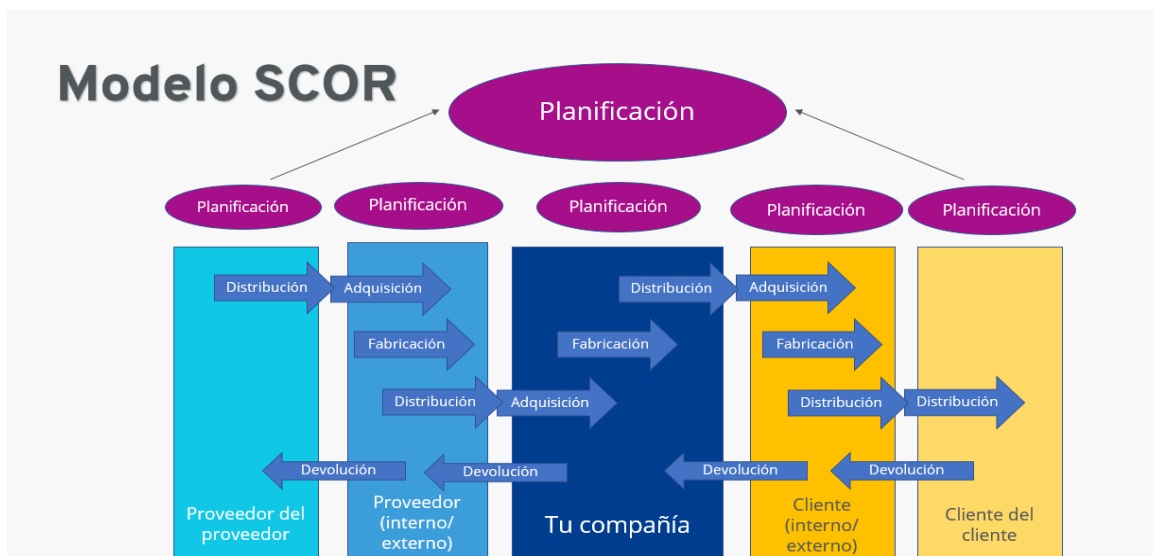 Modelo SCOR
Planificación
Planificación
Planificación
Planificación
Planificación
Planificación
Distribución
Adquisición
Distribución
Adquisición
Fabricación
Fabricación
Fabricación
Distribución
Adquisición
Distribución
Distribución
Devolución
Devolución
Devolución
Devolución
Proveedor del
proveedor
Proveedor
(interno/
externo)
Tu compañía
Cliente
(interno/
externo)
Cliente del
cliente